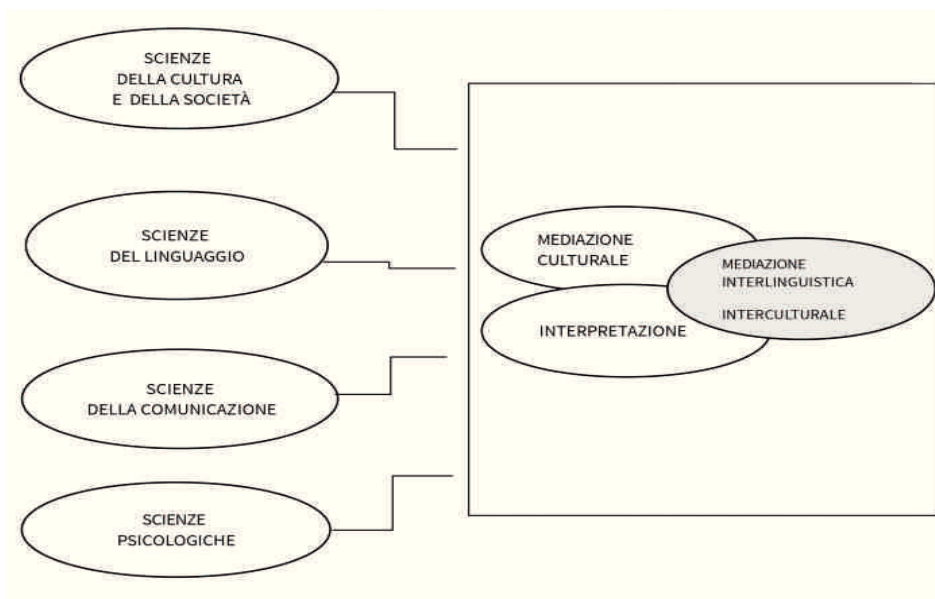 SCIENZE
DELLA CULTURA
E DELLA SOCIETÀ
SCIENZE
DEL LINGUAGGIO
SCIENZE
DELLA COMUNICAZIONE
SCIENZE
PSICOLOGICHE
MEDIAZIONE
CULTURALE
INTERPRETAZIONE
MEDIAZIONE
INTERLINGUISTICA
INTERCULTURALE